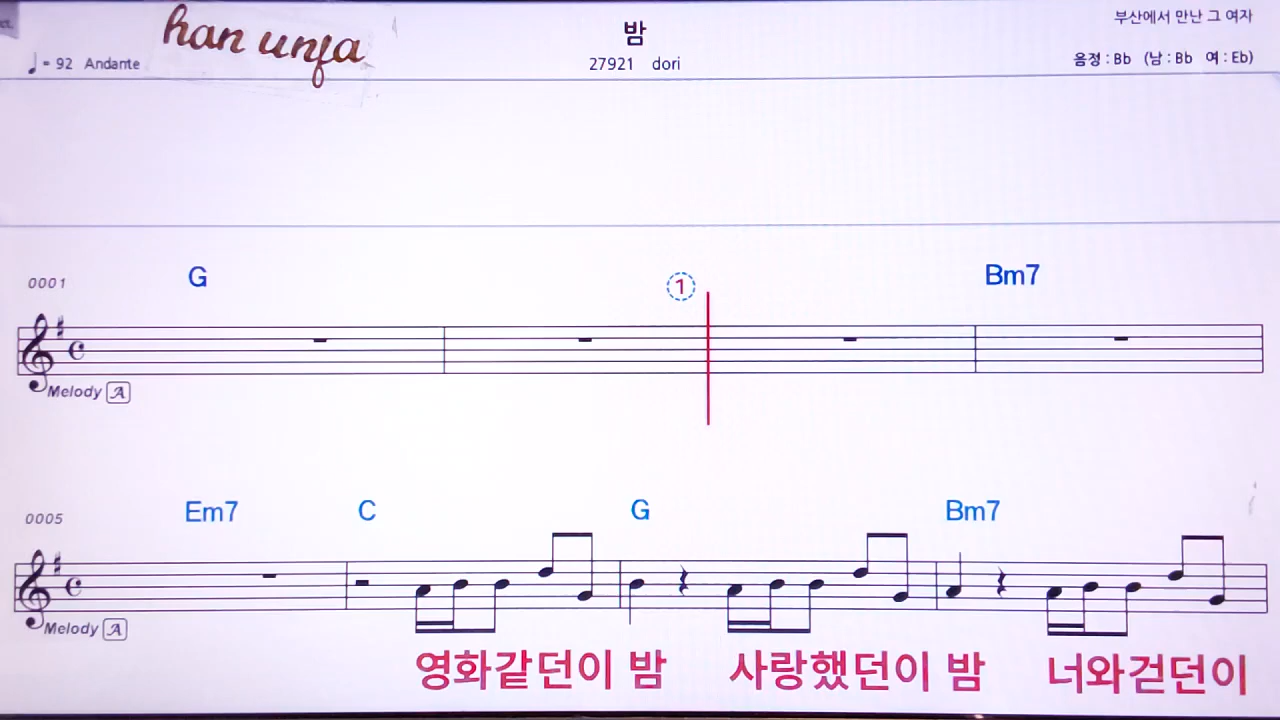 ct.
han unja
밤
부산에서 만난 그 여자
♩= 92 Andante
27921 dori
음정 : Bb (남 : Bb 여 : Eb)
0001 G 1 Bm7
Melody A
0005 Em7 C G Bm7
Melody A
영화같던이 밤 사랑했던이 밤 너와걷던이